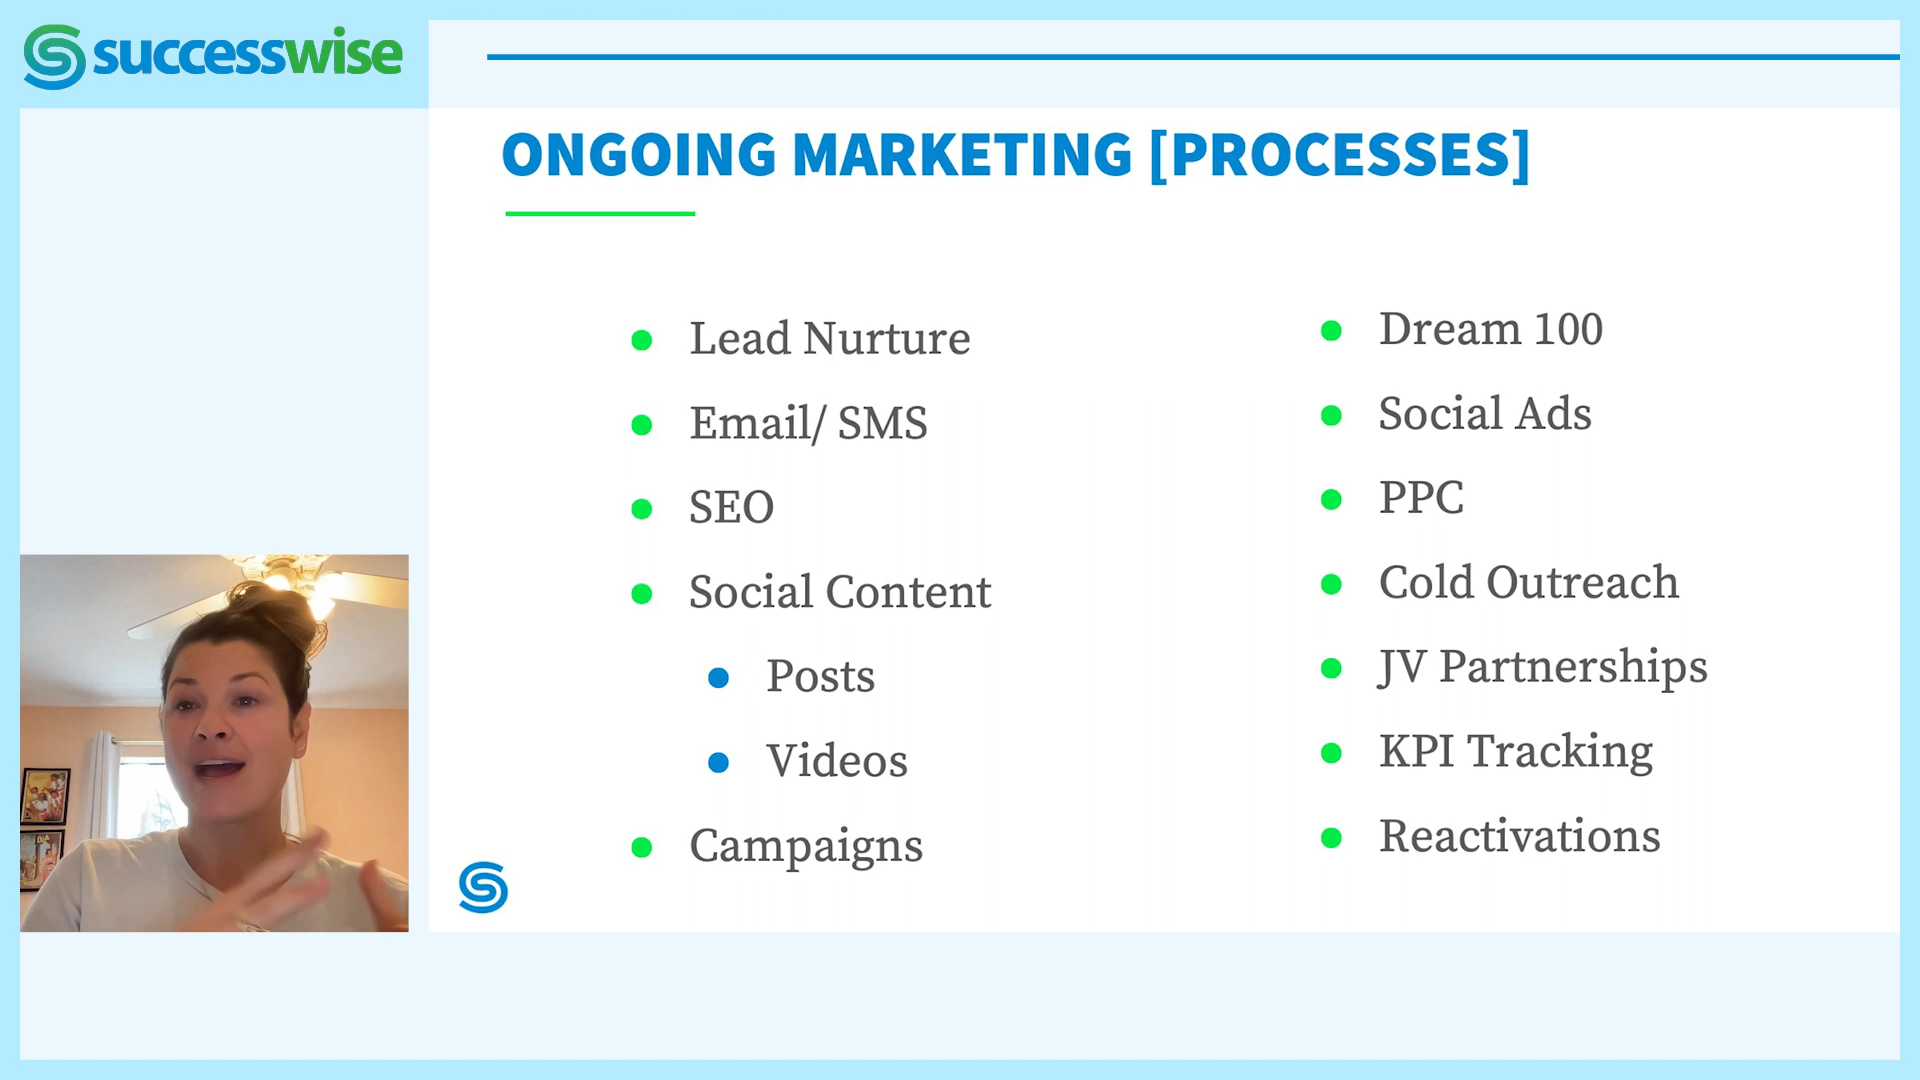 successwise
ONGOING MARKETING [PROCESSES]
Lead Nurture
Email/ SMS
SEO
Social Content
Posts
Videos
Campaigns
Dream 100
Social Ads
PPC
Cold Outreach
JV Partnerships
KPI Tracking
Reactivations